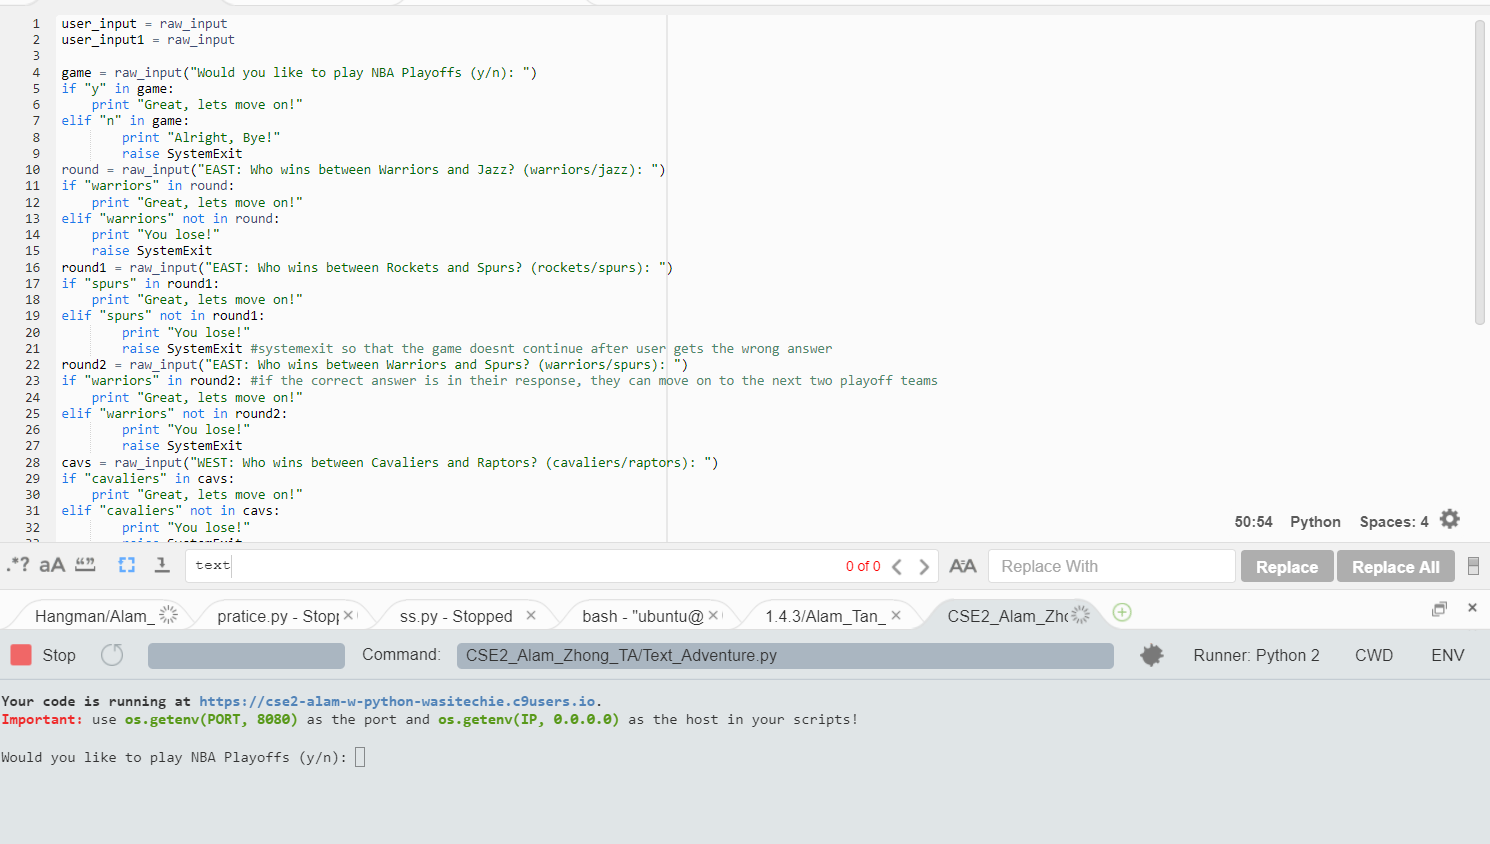 1 user_input = raw_input
2 user_input1 = raw_input
3
4 game = raw_input("Would you like to play NBA Playoffs (y/n): ")
5 if "y" in game:
6 print "Great, lets move on!"
7 elif "n" in game:
8 print "Alright, Bye!"
9 raise SystemExit
10 round = raw_input("EAST: Who wins between Warriors and Jazz? (warriors/jazz): ")
11 if "warriors" in round:
12 print "Great, lets move on!"
13 elif "warriors" not in round:
14 print "You lose!"
15 raise SystemExit
16 round1 = raw_input("EAST: Who wins between Rockets and Spurs? (rockets/spurs): ")
17 if "spurs" in round1:
18 print "Great, lets move on!"
19 elif "spurs" not in round1:
20 print "You lose!"
21 raise SystemExit #systemexit so that the game doesnt continue after user gets the wrong answer
22 round2 = raw_input("EAST: Who wins between Warriors and Spurs? (warriors/spurs): ")
23 if "warriors" in round2: #if the correct answer is in their response, they can move on to the next two playoff teams
24 print "Great, lets move on!"
25 elif "warriors" not in round2:
26 print "You lose!"
27 raise SystemExit
28 cavs = raw_input("WEST: Who wins between Cavaliers and Raptors? (cavaliers/raptors): ")
29 if "cavaliers" in cavs:
30 print "Great, lets move on!"
31 elif "cavaliers" not in cavs:
32 print "You lose!"
50:54 Python Spaces: 4
.*? aA “” text 0 of 0 AA Replace With Replace Replace All
Hangman/Alam_ pratice.py - Stopp ss.py - Stopped bash - "ubuntu@ 1.4.3/Alam_Tan_ CSE2_Alam_Zho
Stop Command: CSE2_Alam_Zhong_TA/Text_Adventure.py Runner: Python 2 CWD ENV
Your code is running at https://cse2-alam-w-python-wasitechie.c9users.io.
Important: use os.getenv(PORT, 8080) as the port and os.getenv(IP, 0.0.0.0) as the host in your scripts!
Would you like to play NBA Playoffs (y/n):